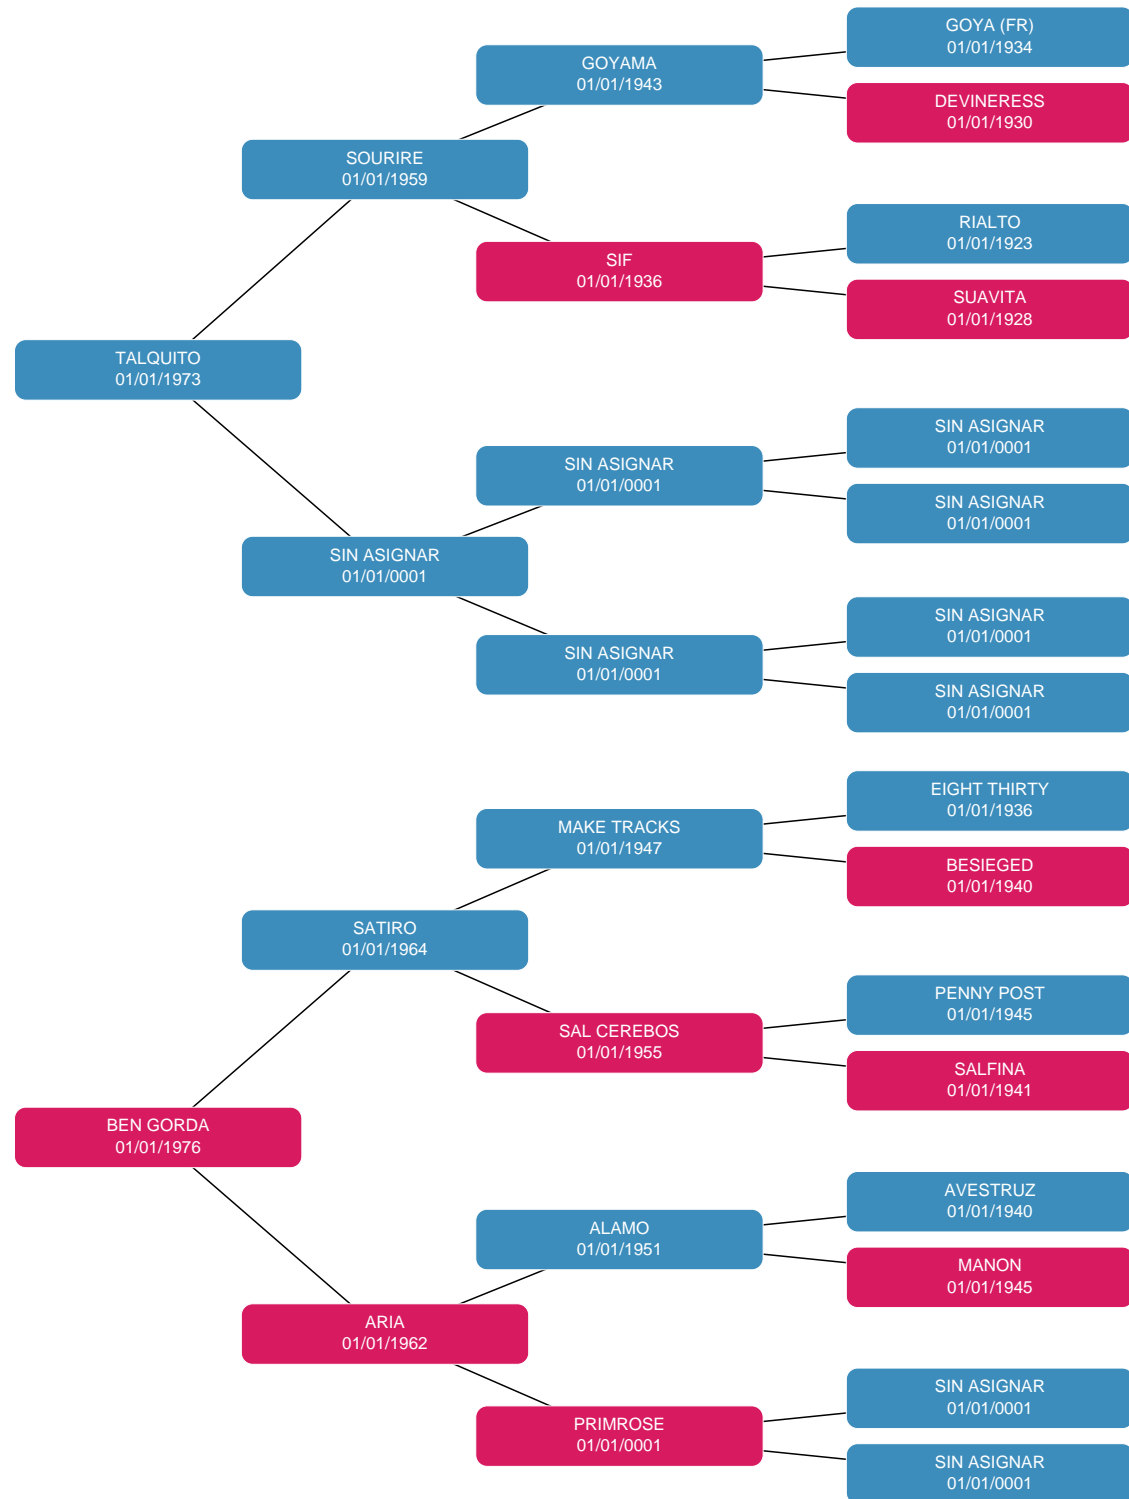 GOYA (FR)
01/01/1934
GOYAMA
01/01/1943
DEVINERESS
01/01/1930
SOURIRE
01/01/1959
RIALTO
01/01/1923
SIF
01/01/1936
SUAVITA
01/01/1928
TALQUITO
01/01/1973
SIN ASIGNAR
01/01/0001
SIN ASIGNAR
01/01/0001
SIN ASIGNAR
01/01/0001
SIN ASIGNAR
01/01/0001
SIN ASIGNAR
01/01/0001
SIN ASIGNAR
01/01/0001
SIN ASIGNAR
01/01/0001
EIGHT THIRTY
01/01/1936
MAKE TRACKS
01/01/1947
BESIEGED
01/01/1940
SATIRO
01/01/1964
PENNY POST
01/01/1945
SAL CEREBOS
01/01/1955
SALFINA
01/01/1941
BEN GORDA
01/01/1976
AVESTRUZ
01/01/1940
ALAMO
01/01/1951
MANON
01/01/1945
ARIA
01/01/1962
SIN ASIGNAR
01/01/0001
PRIMROSE
01/01/0001
SIN ASIGNAR
01/01/0001